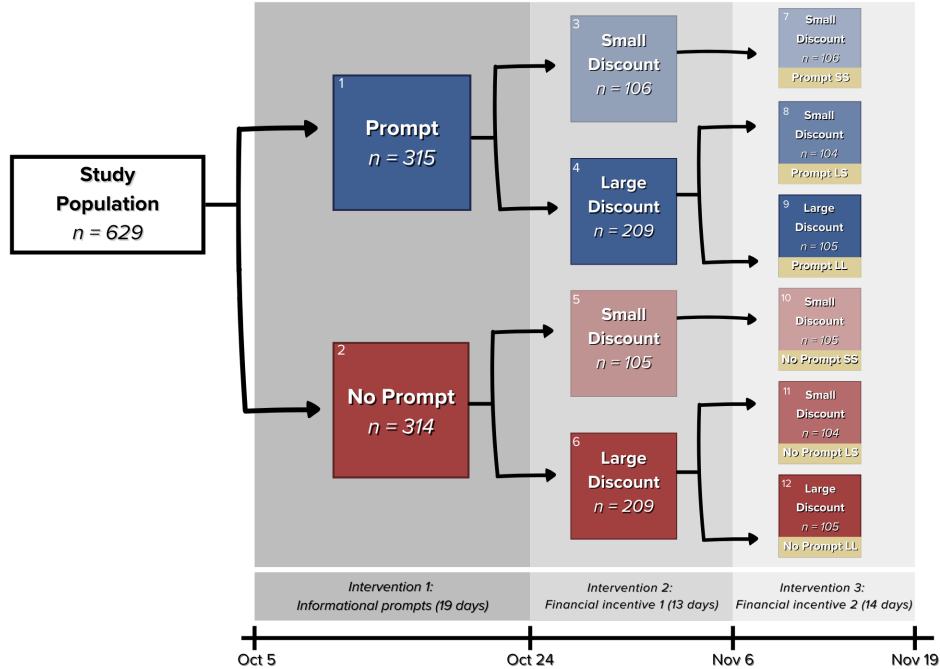 Study
Population
n = 629
1
Prompt
n = 315
2
No Prompt
n = 314
3
Small
Discount
n = 106
4
Large
Discount
n = 209
5
Small
Discount
n = 105
6
Large
Discount
n = 209
7
Small
Discount
n = 106
Prompt SS
8
Small
Discount
n = 104
Prompt LS
9
Large
Discount
n = 105
Prompt LL
10
Small
Discount
n = 105
No Prompt SS
11
Small
Discount
n = 104
No Prompt LS
12
Large
Discount
n = 105
No Prompt LL
Intervention 1:
Informational prompts (19 days)
Intervention 2:
Financial incentive 1 (13 days)
Intervention 3:
Financial incentive 2 (14 days)
Oct 5
Oct 24
Nov 6
Nov 19